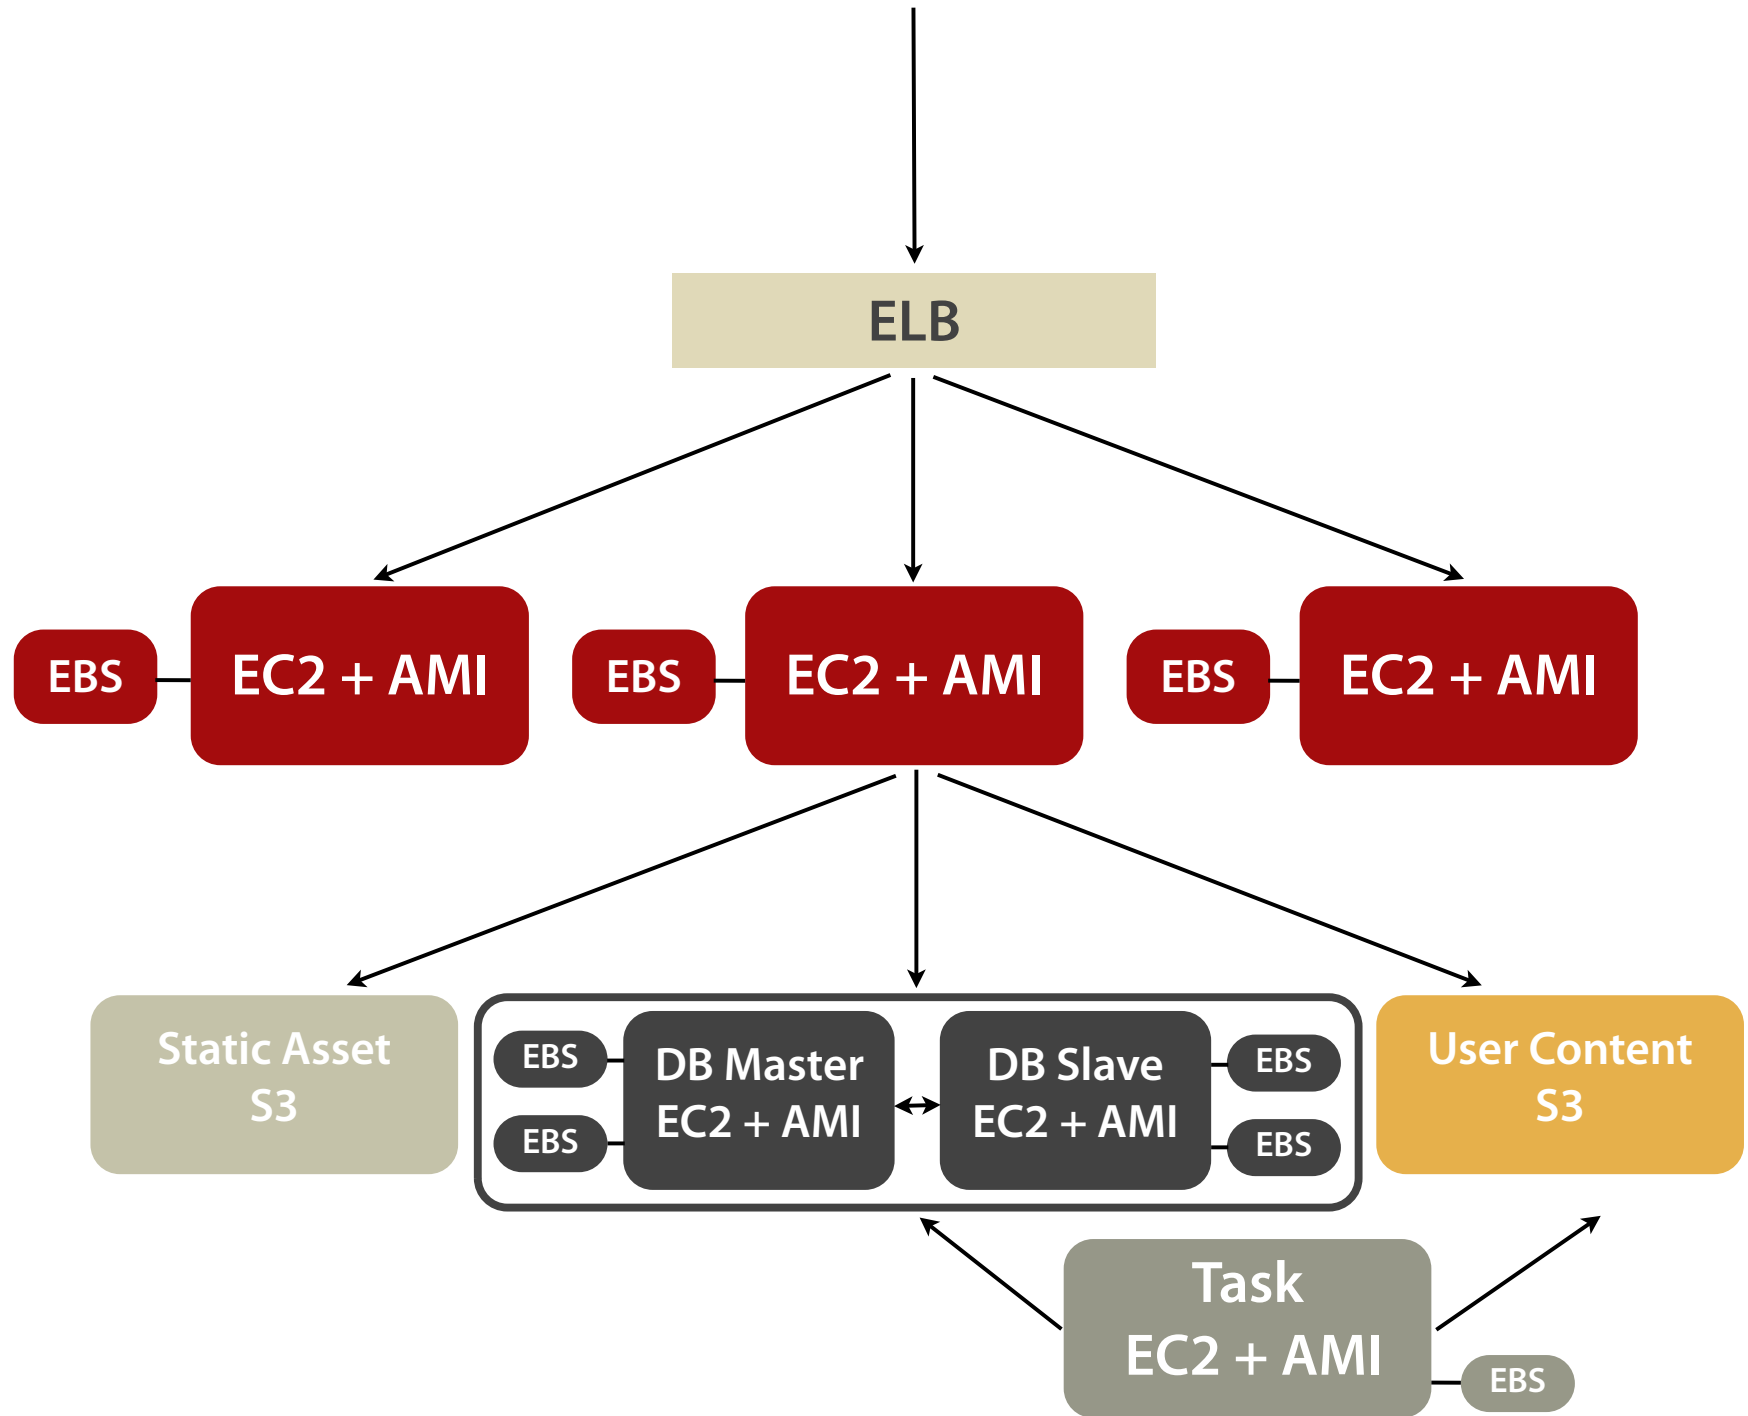 ELB
EBS
EC2 + AMI
EBS
EC2 + AMI
EBS
EC2 + AMI
Static Asset
S3
EBS
EBS
DB Master
EC2 + AMI
DB Slave
EC2 + AMI
EBS
EBS
User Content
S3
Task
EC2 + AMI
EBS